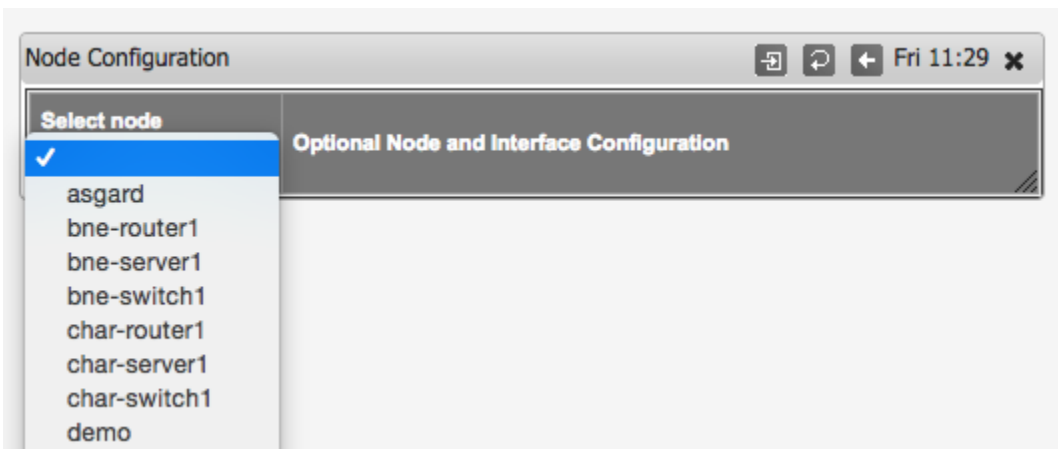 Node Configuration Fri 11:29
Select node
Optional Node and Interface Configuration
asgard
bne-router1
bne-server1
bne-switch1
char-router1
char-server1
char-switch1
demo